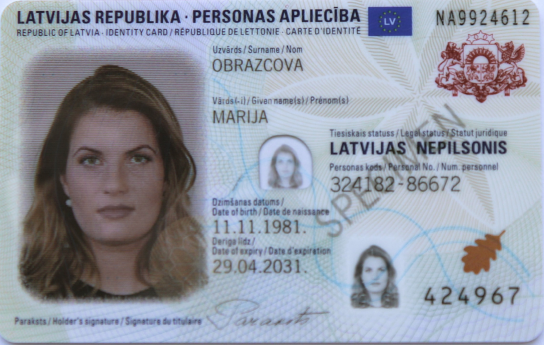 LATVIJAS REPUBLIKA · PERSONAS APLIECĪBA LV NA9924612
REPUBLIC OF LATVIA · IDENTITY CARD / RÉPUBLIQUE DE LETTONIE · CARTE D'IDENTITÉ
Uzvārds / Surname / Nom
OBRAZCOVA
Vārds(-i) / Given name(s) / Prénom(s)
MARIJA
Tiesiskais statuss / Legal status / Statut juridique
LATVIJAS NEPILSONIS
Personas kods / Personal No. / Num. personnel
324182-86672
SPECIMEN
Dzimšanas datums /
Date of birth / Date de naissance
11.11.1981.
Derīga līdz /
Date of expiry / Date d'expiration
29.04.2031.
424967
Paraksts / Holder's signature / Signature du titulaire
Paraksts